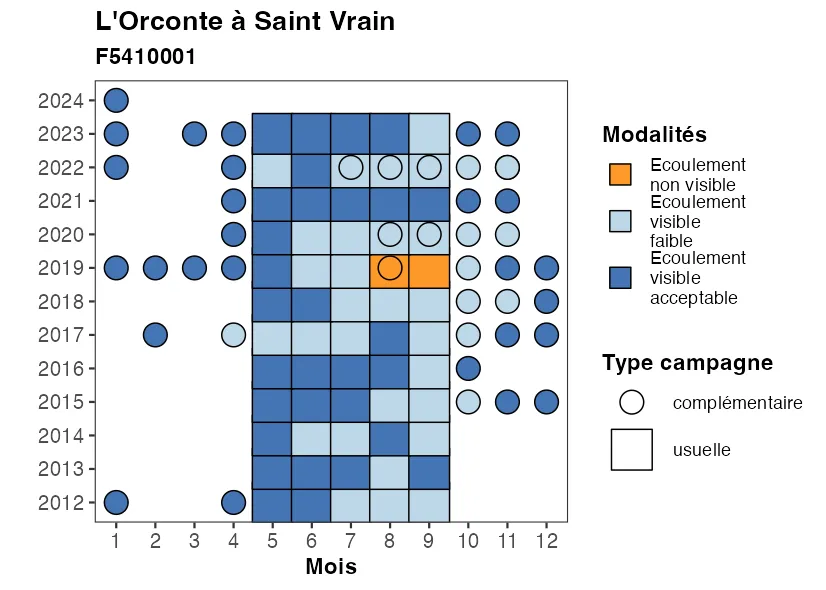 L'Orconte à Saint Vrain
F5410001
2024
2023
2022
2021
2020
2019
2018
2017
2016
2015
2014
2013
2012
1 2 3 4 5 6 7 8 9 10 11 12
Mois
Modalités
Ecoulement
non visible
Ecoulement
visible
faible
Ecoulement
visible
acceptable
Type campagne
complémentaire
usuelle